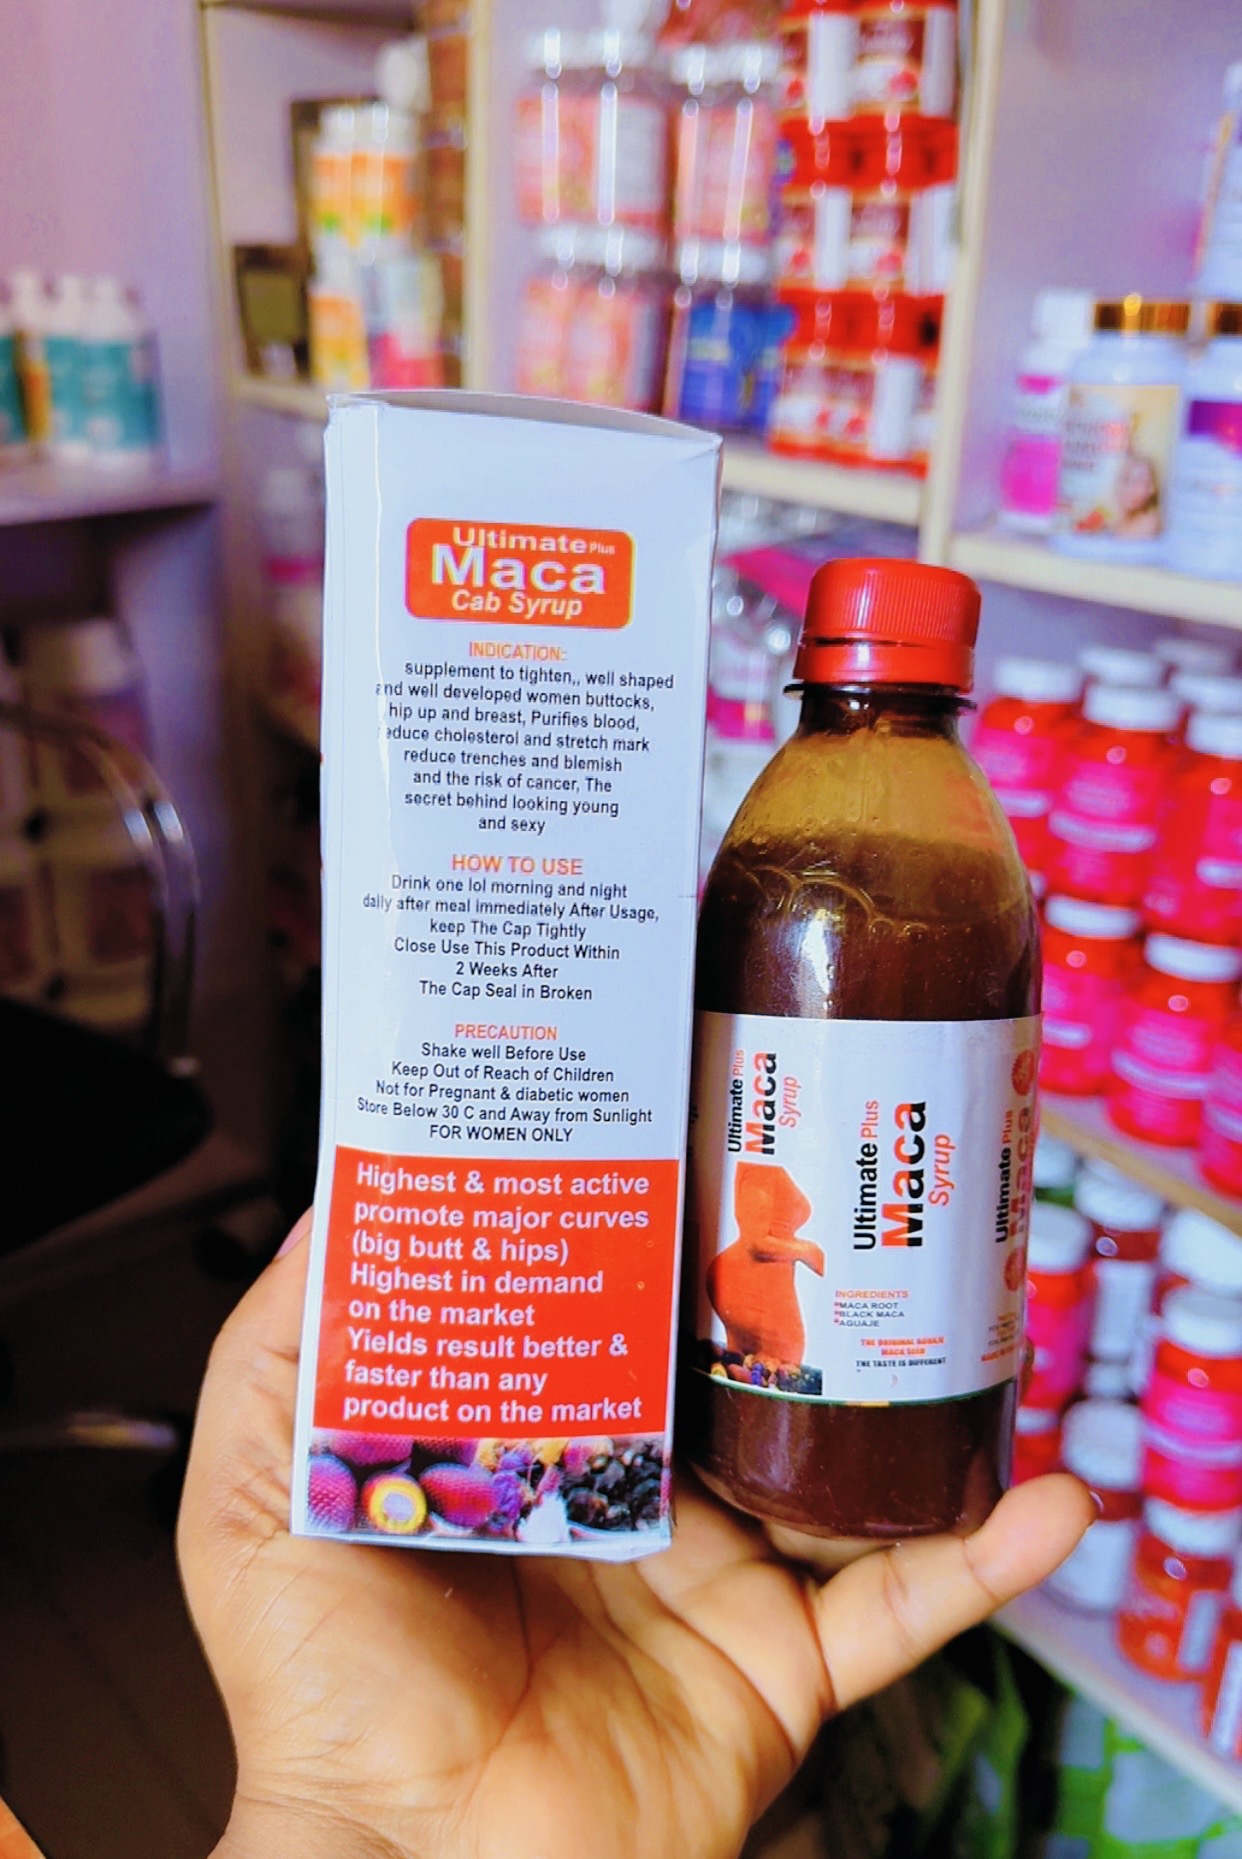 Ultimate Plus
Maca
Cab Syrup
INDICATION:
supplement to tighten,, well shaped
and well developed women buttocks,
hip up and breast, Purifies blood,
reduce cholesterol and stretch mark
reduce trenches and blemish
and the risk of cancer, The
secret behind looking young
and sexy
HOW TO USE
Drink one lol morning and night
daily after meal Immediately After Usage,
keep The Cap Tightly
Close Use This Product Within
2 Weeks After
The Cap Seal in Broken
PRECAUTION
Shake well Before Use
Keep Out of Reach of Children
Not for Pregnant & diabetic women
Store Below 30 C and Away from Sunlight
FOR WOMEN ONLY
Highest & most active
promote major curves
(big butt & hips)
Highest in demand
on the market
Yields result better &
faster than any
product on the market
Ultimate Plus
Maca
Syrup
Ultimate Plus
Maca
Syrup
INGREDIENTS
MACA ROOT
BLACK MACA
AGUAJE
THE ORIGINAL AGUAJE
MACA SEED
THE TASTE IS DIFFERENT
Ultimate Plus
Maca